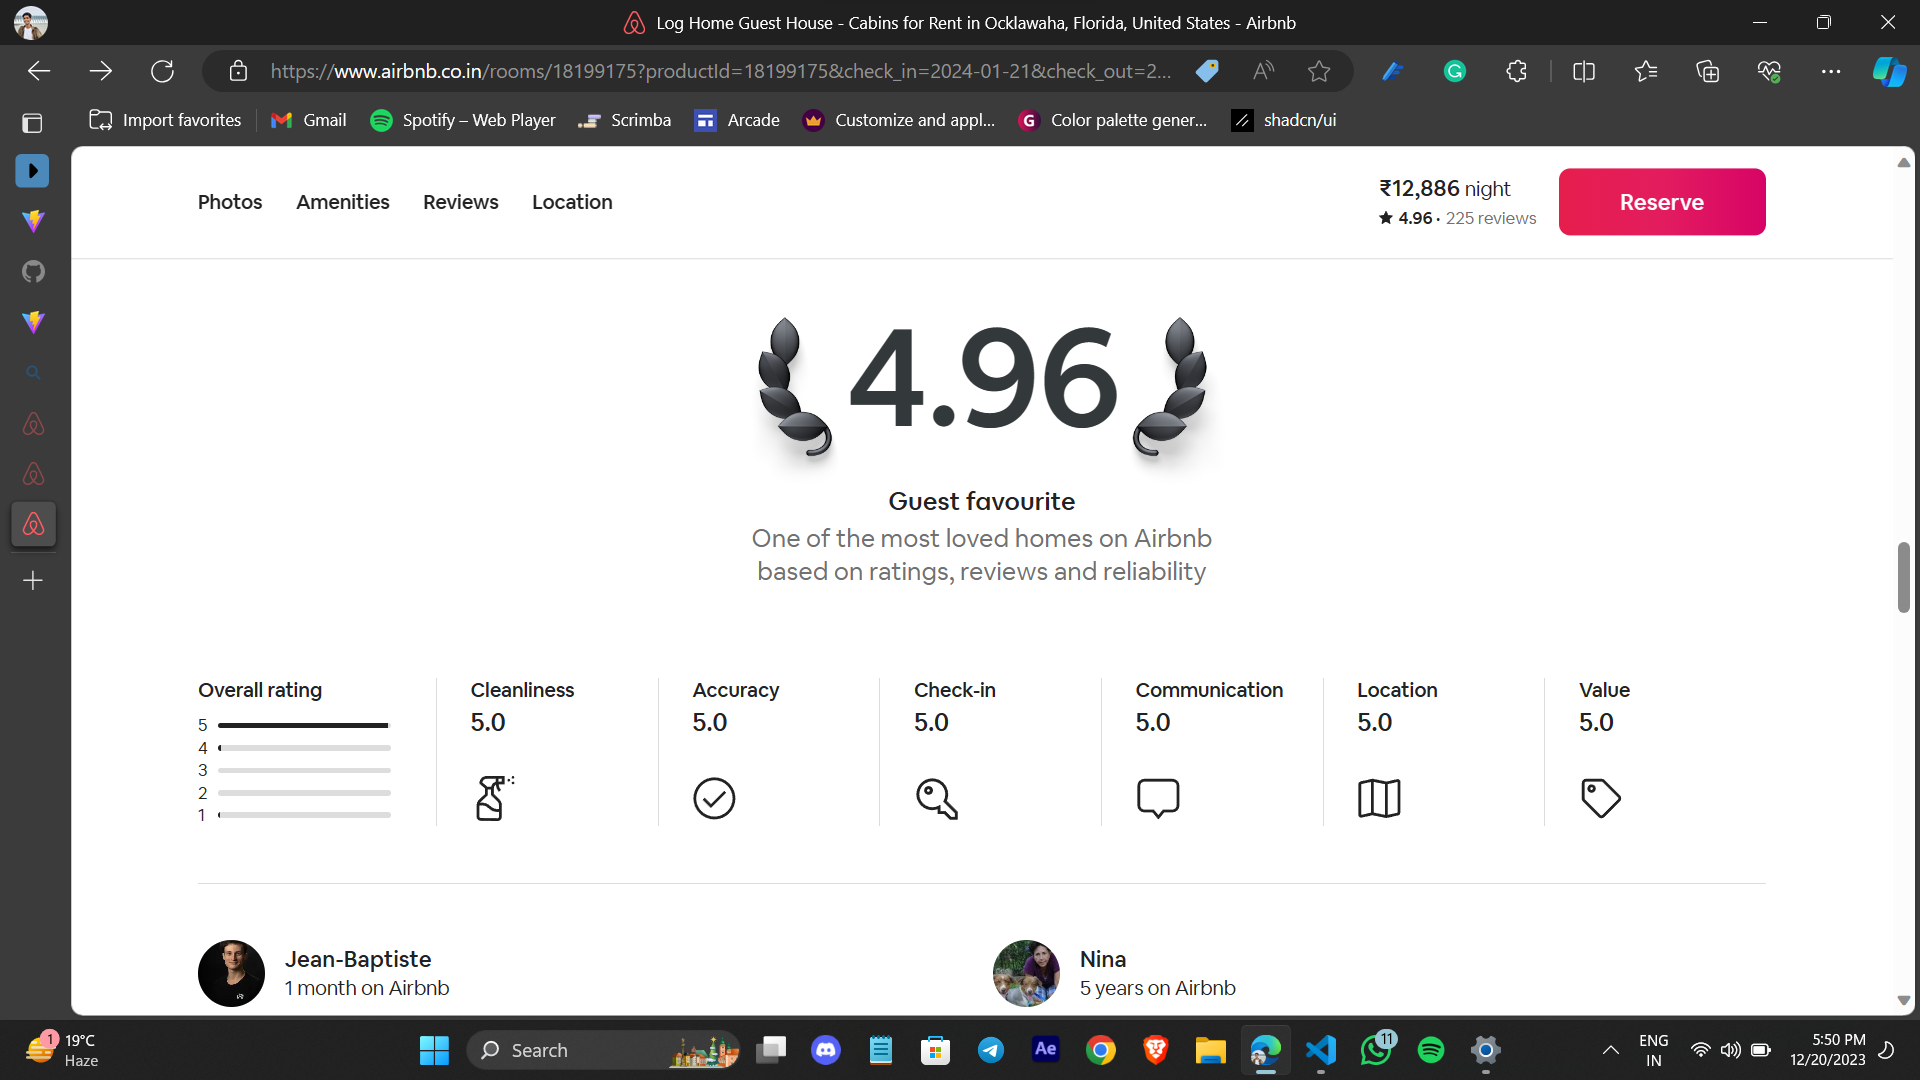 Log Home Guest House - Cabins for Rent in Ocklawaha, Florida, United States - Airbnb
https://www.airbnb.co.in/rooms/18199175?productId=18199175&check_in=2024-01-21&check_out=2...
Import favorites
Gmail
Spotify – Web Player
Scrimba
Arcade
Customize and appl...
Color palette gener...
shadcn/ui
Photos
Amenities
Reviews
Location
₹12,886 night
4.96 · 225 reviews
Reserve
4.96
Guest favourite
One of the most loved homes on Airbnb
based on ratings, reviews and reliability
Overall rating
5
4
3
2
1
Cleanliness
5.0
Accuracy
5.0
Check-in
5.0
Communication
5.0
Location
5.0
Value
5.0
Jean-Baptiste
1 month on Airbnb
Nina
5 years on Airbnb
1
19°C
Haze
Search
Ae
11
ENG
IN
5:50 PM
12/20/2023